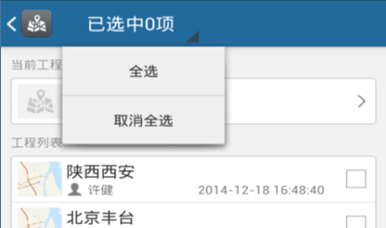 已选中0项
当前工程
全选
取消全选
工程列表
陕西西安
许健
2014-12-18 16:48:40
北京丰台